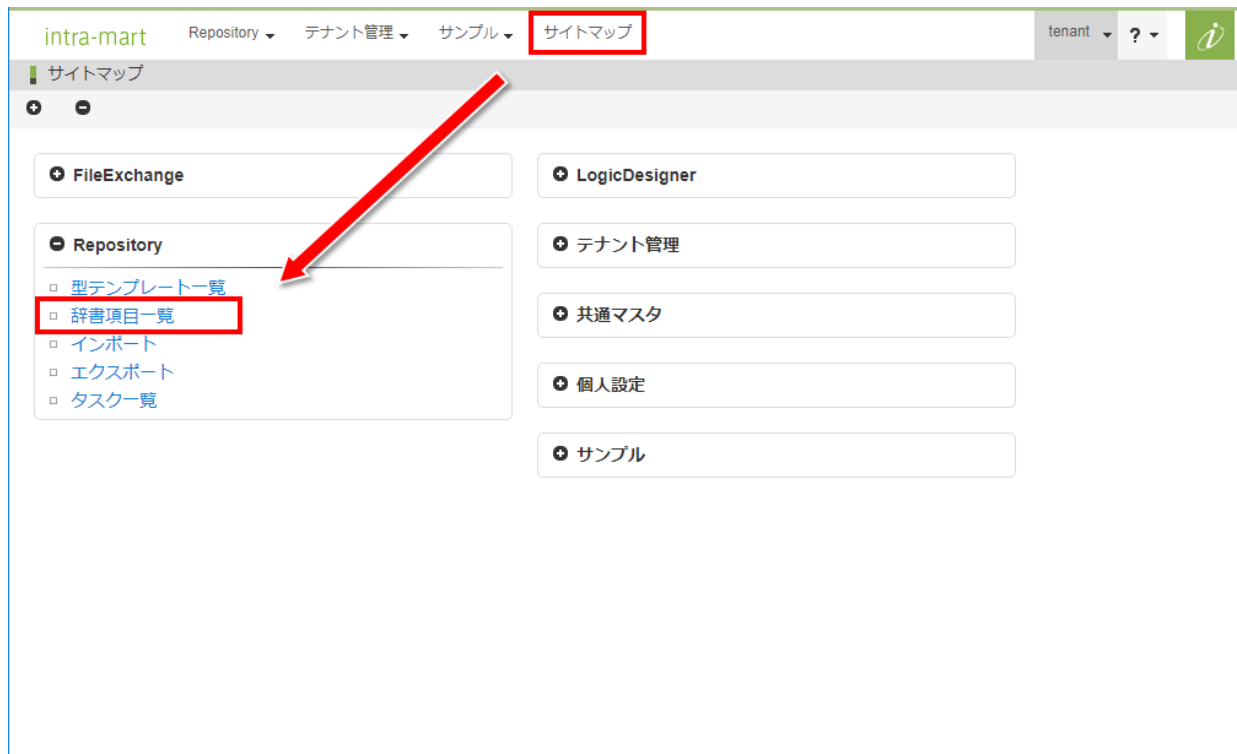 intra-mart Repository テナント管理 サンプル サイトマップ tenant ?
サイトマップ
FileExchange
Repository
型テンプレート一覧
辞書項目一覧
インポート
エクスポート
タスク一覧
LogicDesigner
テナント管理
共通マスタ
個人設定
サンプル